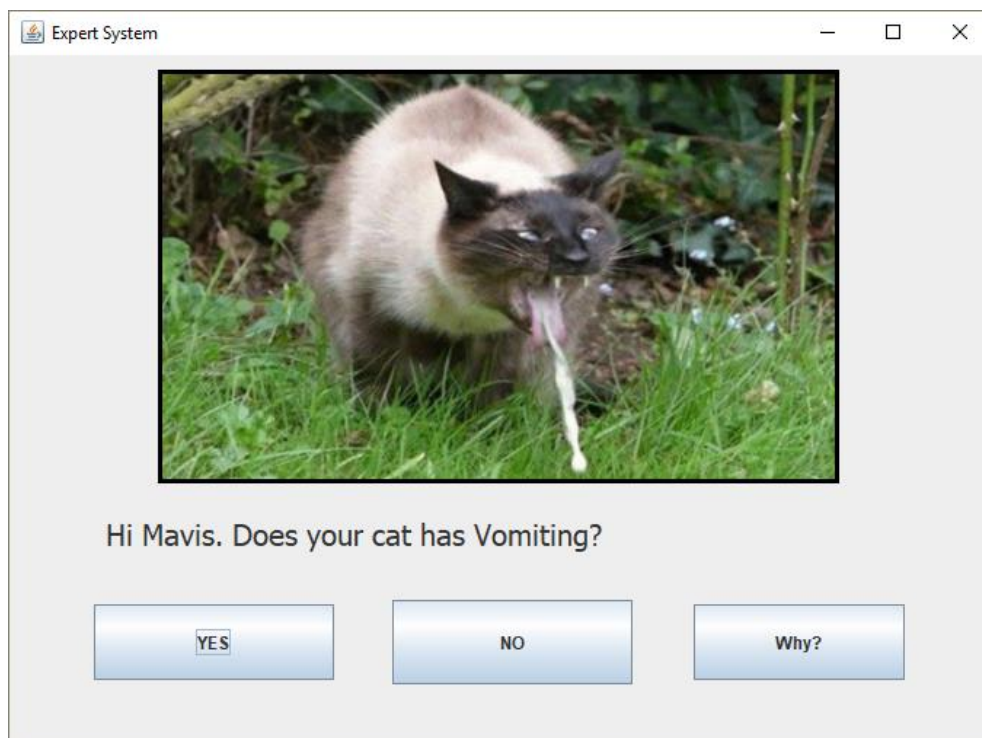 Expert System
Hi Mavis. Does your cat has Vomiting?
YES
NO
Why?